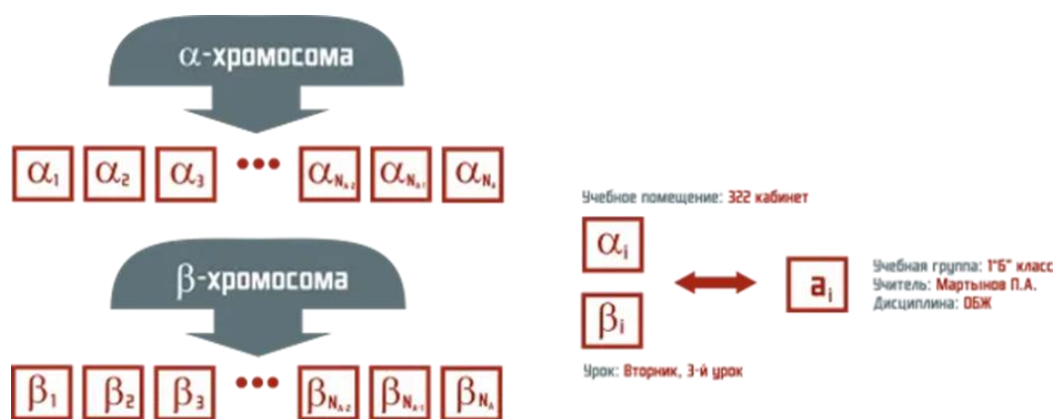 α-хромосома
α1 α2 α3 ••• αNA-2 αNA-1 αNA
β-хромосома
β1 β2 β3 ••• βNA-2 βNA-1 βNA
Учебное помещение: 322 кабинет
αi
βi
Урок: Вторник, 3-й урок
ai
Учебная группа: 1"Б" класс
Учитель: Мартынов П.А.
Дисциплина: ОБЖ